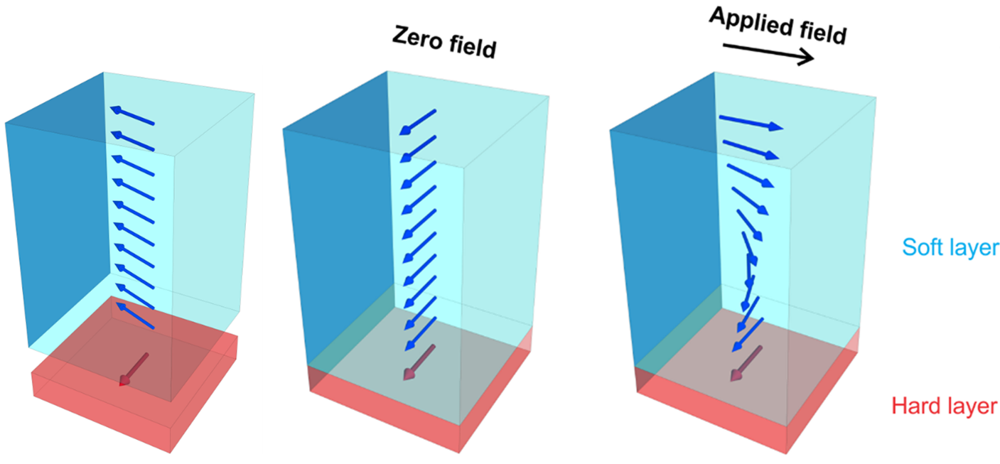 Zero field
Applied field
Soft layer
Hard layer